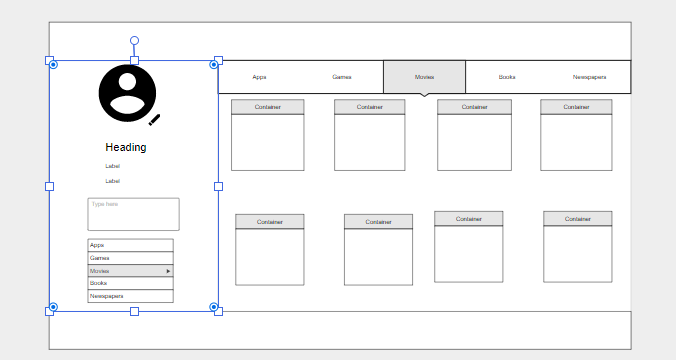 Apps Games Movies Books Newspapers
Container Container Container Container
Heading
Label
Label
Type here
Apps
Games
Movies
Books
Newspapers
Container Container Container Container